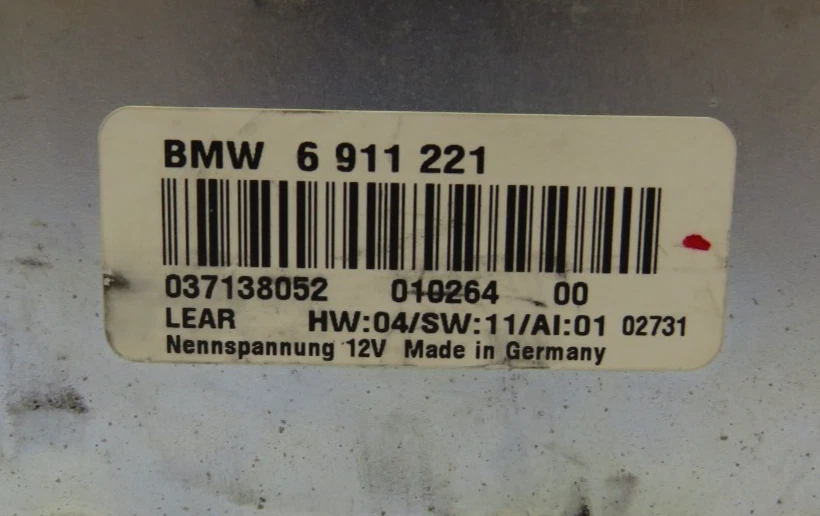 BMW 6 911 221
037138052 010264 00
LEAR HW:04/SW:11/AI:01 02731
Nennspannung 12V Made in Germany